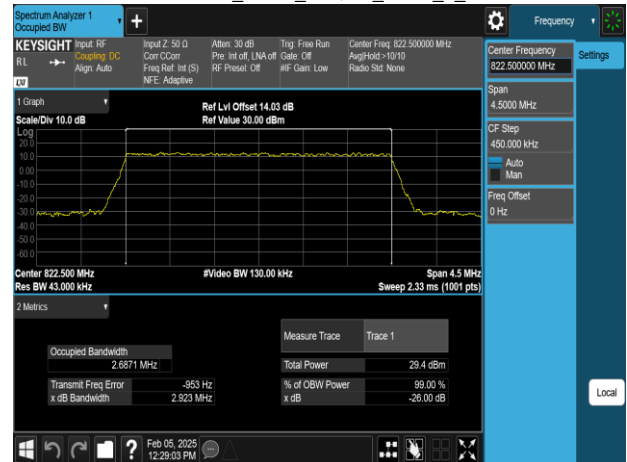 Spectrum Analyzer 1
Occupied BW
Frequency
KEYSIGHT
RL
LXI
Input: RF
Coupling: DC
Align: Auto
Input Z: 50 Ω
Corr CCorr
Freq Ref: Int (S)
NFE: Adaptive
Atten: 30 dB
Pre: Int off, LNA off
RF Presel: Off
Trig: Free Run
Gate: Off
#IF Gain: Low
Center Freq: 822.500000 MHz
Avg|Hold:>10/10
Radio Std: None
Center Frequency
822.500000 MHz
Settings
Span
4.5000 MHz
CF Step
450.000 kHz
Auto
Man
Freq Offset
0 Hz
Local
1 Graph
Scale/Div 10.0 dB
Ref Lvl Offset 14.03 dB
Ref Value 30.00 dBm
Log
20.0
10.0
0.00
-10.0
-20.0
-30.0
-40.0
-50.0
-60.0
Center 822.500 MHz
#Video BW 130.00 kHz
Span 4.5 MHz
Res BW 43.000 kHz
Sweep 2.33 ms (1001 pts)
2 Metrics
Measure Trace Trace 1
Occupied Bandwidth
2.6871 MHz
Total Power 29.4 dBm
Transmit Freq Error -953 Hz
% of OBW Power 99.00 %
x dB Bandwidth 2.923 MHz
x dB -26.00 dB
Feb 05, 2025
12:29:03 PM